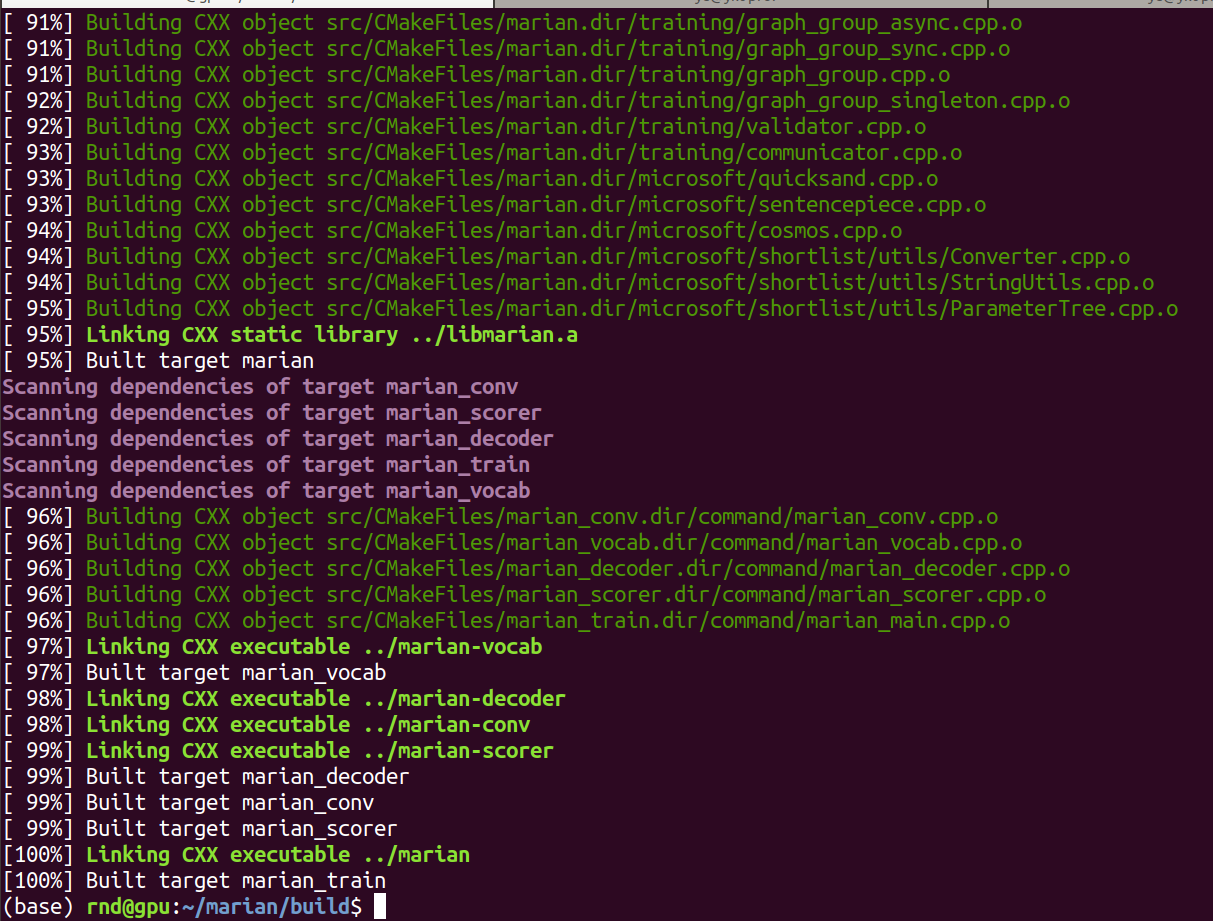 [ 91%] Building CXX object src/CMakeFiles/marian.dir/training/graph_group_async.cpp.o
[ 91%] Building CXX object src/CMakeFiles/marian.dir/training/graph_group_sync.cpp.o
[ 91%] Building CXX object src/CMakeFiles/marian.dir/training/graph_group.cpp.o
[ 92%] Building CXX object src/CMakeFiles/marian.dir/training/graph_group_singleton.cpp.o
[ 92%] Building CXX object src/CMakeFiles/marian.dir/training/validator.cpp.o
[ 93%] Building CXX object src/CMakeFiles/marian.dir/training/communicator.cpp.o
[ 93%] Building CXX object src/CMakeFiles/marian.dir/microsoft/quicksand.cpp.o
[ 93%] Building CXX object src/CMakeFiles/marian.dir/microsoft/sentencepiece.cpp.o
[ 94%] Building CXX object src/CMakeFiles/marian.dir/microsoft/cosmos.cpp.o
[ 94%] Building CXX object src/CMakeFiles/marian.dir/microsoft/shortlist/utils/Converter.cpp.o
[ 94%] Building CXX object src/CMakeFiles/marian.dir/microsoft/shortlist/utils/StringUtils.cpp.o
[ 95%] Building CXX object src/CMakeFiles/marian.dir/microsoft/shortlist/utils/ParameterTree.cpp.o
[ 95%] Linking CXX static library ../libmarian.a
[ 95%] Built target marian
Scanning dependencies of target marian_conv
Scanning dependencies of target marian_scorer
Scanning dependencies of target marian_decoder
Scanning dependencies of target marian_train
Scanning dependencies of target marian_vocab
[ 96%] Building CXX object src/CMakeFiles/marian_conv.dir/command/marian_conv.cpp.o
[ 96%] Building CXX object src/CMakeFiles/marian_vocab.dir/command/marian_vocab.cpp.o
[ 96%] Building CXX object src/CMakeFiles/marian_decoder.dir/command/marian_decoder.cpp.o
[ 96%] Building CXX object src/CMakeFiles/marian_scorer.dir/command/marian_scorer.cpp.o
[ 96%] Building CXX object src/CMakeFiles/marian_train.dir/command/marian_main.cpp.o
[ 97%] Linking CXX executable ../marian-vocab
[ 97%] Built target marian_vocab
[ 98%] Linking CXX executable ../marian-decoder
[ 98%] Linking CXX executable ../marian-conv
[ 99%] Linking CXX executable ../marian-scorer
[ 99%] Built target marian_decoder
[ 99%] Built target marian_conv
[ 99%] Built target marian_scorer
[100%] Linking CXX executable ../marian
[100%] Built target marian_train
(base) rnd@gpu:~/marian/build$